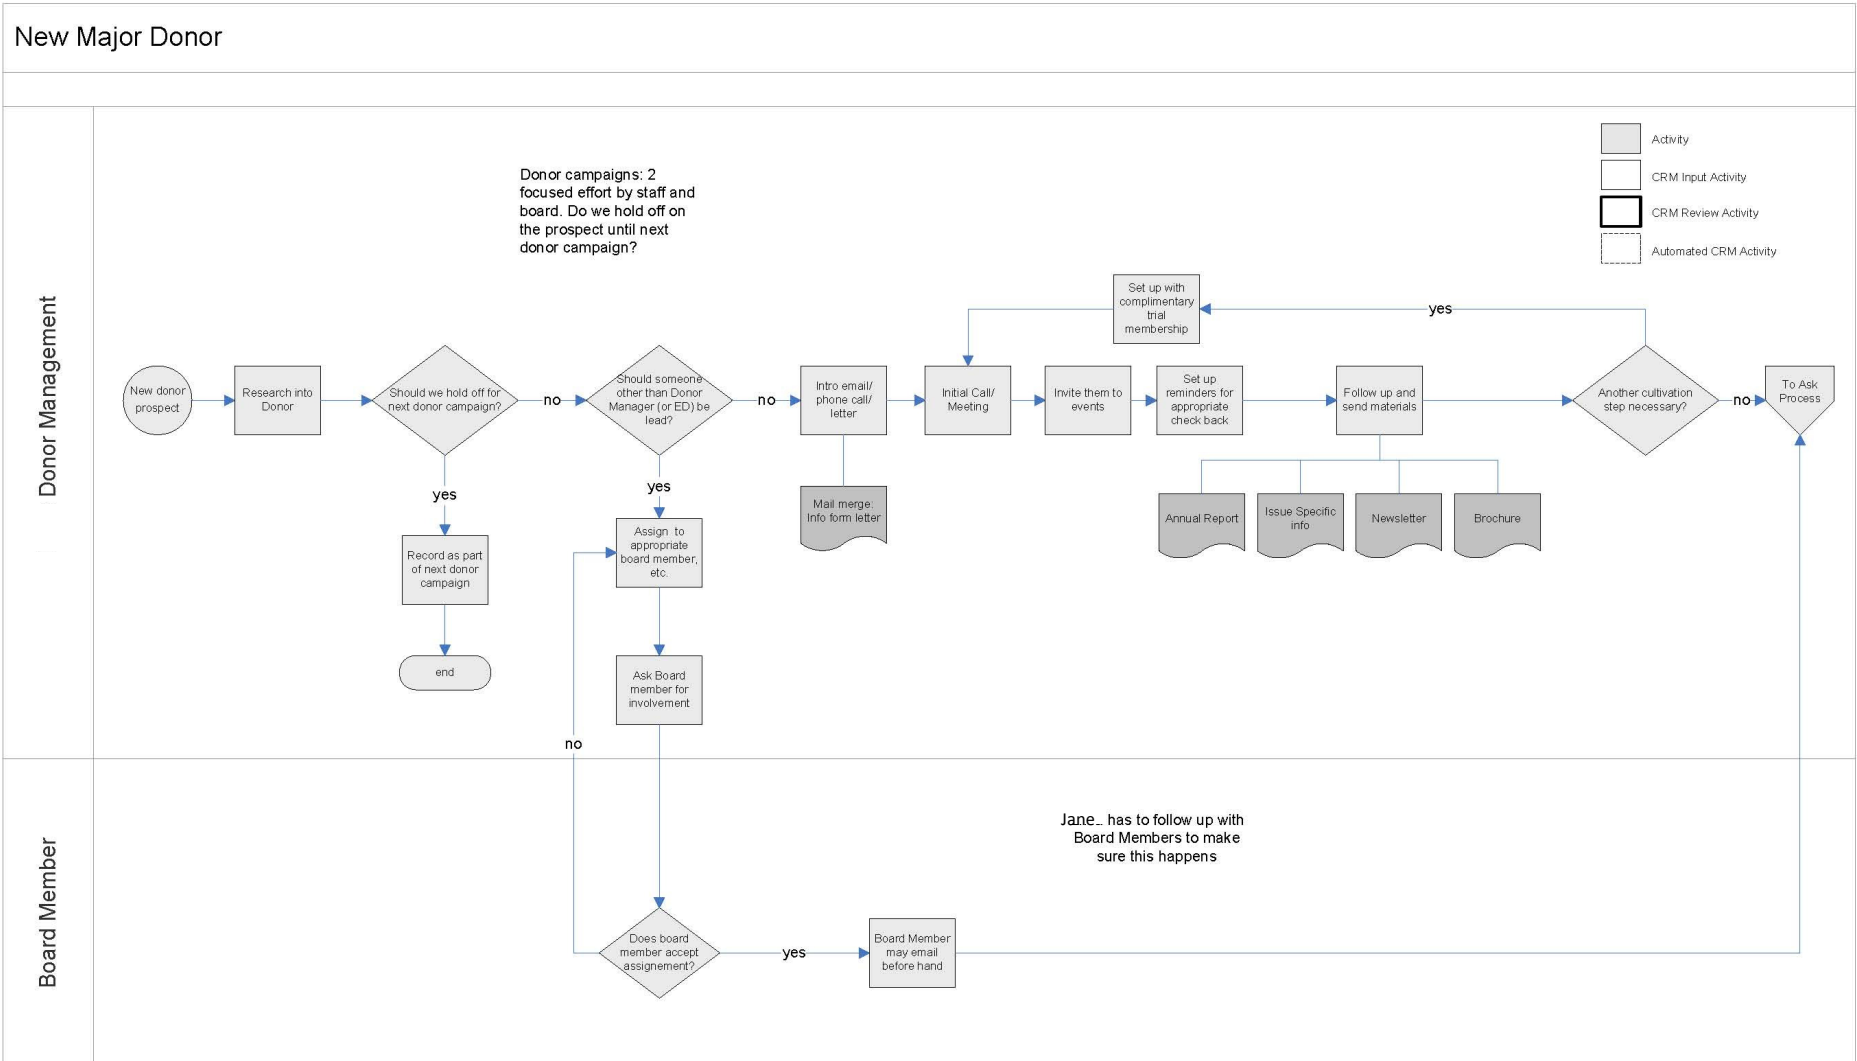 New Major Donor
Donor Management
Activity
CRM Input Activity
CRM Review Activity
Automated CRM Activity
Donor campaigns: 2
focused effort by staff and
board. Do we hold off on
the prospect until next
donor campaign?
Set up with
complimentary
trial
membership
yes
New donor
prospect
Research into
Donor
Should we hold off for
next donor campaign?
no
Should someone
other than Donor
Manager (or ED) be
lead?
no
Intro email/
phone call/
letter
Initial Call/
Meeting
Invite them to
events
Set up
reminders for
appropriate
check back
Follow up and
send materials
Another cultivation
step necessary?
no
To Ask
Process
yes
yes
Mail merge:
Info form letter
Annual Report
Issue Specific
info
Newsletter
Brochure
Record as part
of next donor
campaign
Assign to
appropriate
board member,
etc.
end
Ask Board
member for
involvement
no
Board Member
Jane.. has to follow up with
Board Members to make
sure this happens
Does board
member accept
assignement?
yes
Board Member
may email
before hand